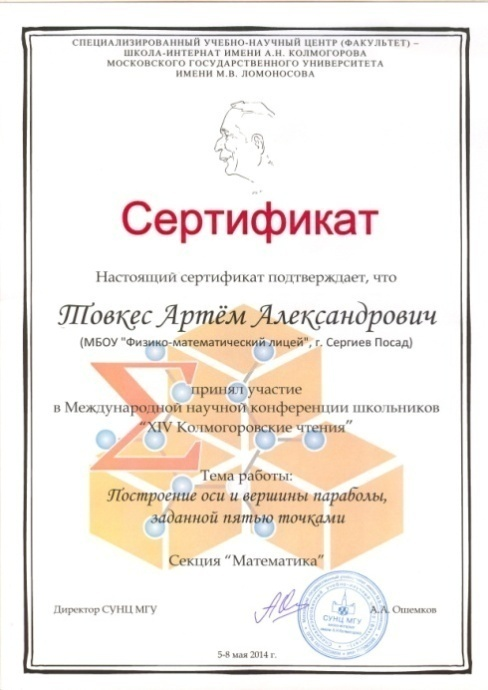 СПЕЦИАЛИЗИРОВАННЫЙ УЧЕБНО-НАУЧНЫЙ ЦЕНТР (ФАКУЛЬТЕТ) –
ШКОЛА-ИНТЕРНАТ ИМЕНИ А.Н. КОЛМОГОРОВА
МОСКОВСКОГО ГОСУДАРСТВЕННОГО УНИВЕРСИТЕТА
ИМЕНИ М.В. ЛОМОНОСОВА
Сертификат
Настоящий сертификат подтверждает, что
Товкес Артём Александрович
(МБОУ "Физико-математический лицей", г. Сергиев Посад)
принял участие
в Международной научной конференции школьников
“XIV Колмогоровские чтения”
Тема работы:
Построение оси и вершины параболы,
заданной пятью точками
Секция “Математика”
Директор СУНЦ МГУ
А.А. Ошемков
СУНЦ МГУ
5-8 мая 2014 г.